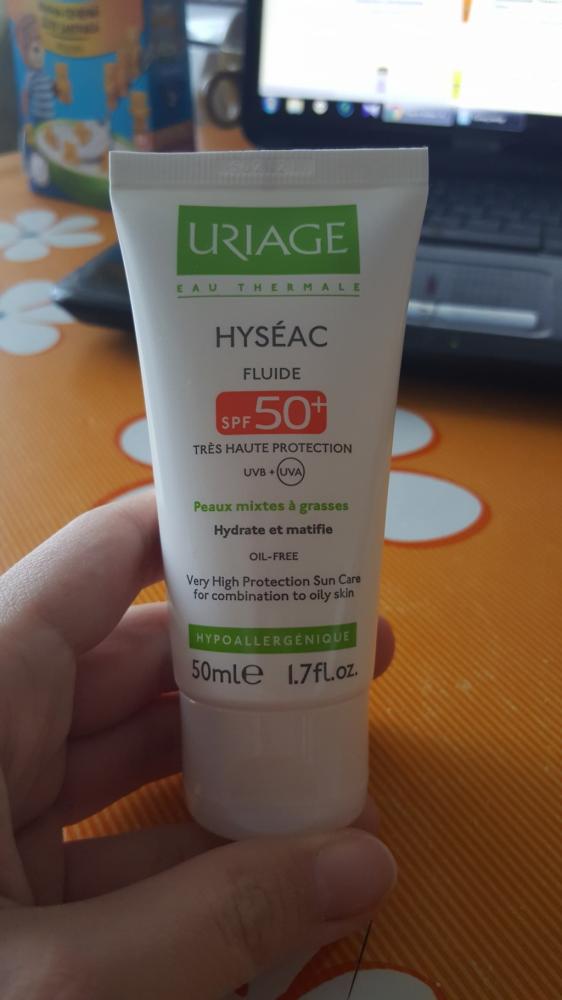 URIAGE
EAU THERMALE
HYSÉAC
FLUIDE
SPF 50+
TRÈS HAUTE PROTECTION
UVB + UVA
Peaux mixtes à grasses
Hydrate et matifie
OIL-FREE
Very High Protection Sun Care
for combination to oily skin
HYPOALLERGÉNIQUE
50ml℮ 1.7fl.oz.